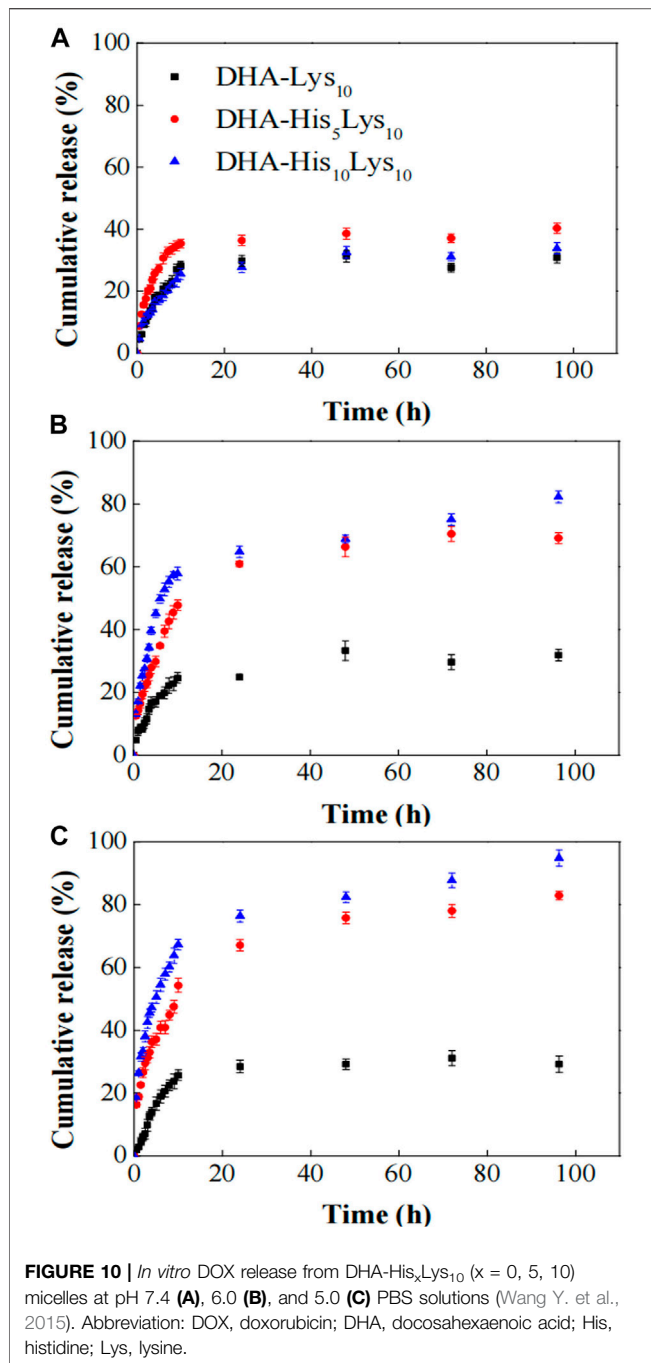 A
100
80
60
40
20
0
DHA-Lys₁₀
DHA-His₅Lys₁₀
DHA-His₁₀Lys₁₀
Cumulative release (%)
0 20 40 60 80 100
Time (h)
B
100
80
60
40
20
0
Cumulative release (%)
0 20 40 60 80 100
Time (h)
C
100
80
60
40
20
0
Cumulative release (%)
0 20 40 60 80 100
Time (h)
FIGURE 10 | In vitro DOX release from DHA-HisₓLys₁₀ (x = 0, 5, 10)
micelles at pH 7.4 (A), 6.0 (B), and 5.0 (C) PBS solutions (Wang Y. et al.,
2015). Abbreviation: DOX, doxorubicin; DHA, docosahexaenoic acid; His,
histidine; Lys, lysine.